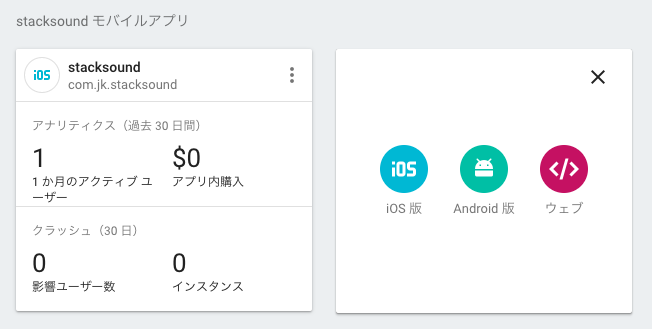 stacksound モバイルアプリ
iOS
stacksound
com.jk.stacksound
アナリティクス（過去 30 日間）
1
1 か月のアクティブ ユ
ーザー
$0
アプリ内購入
クラッシュ（30 日）
0
影響ユーザー数
0
インスタンス
iOS
iOS 版
Android 版
</>
ウェブ